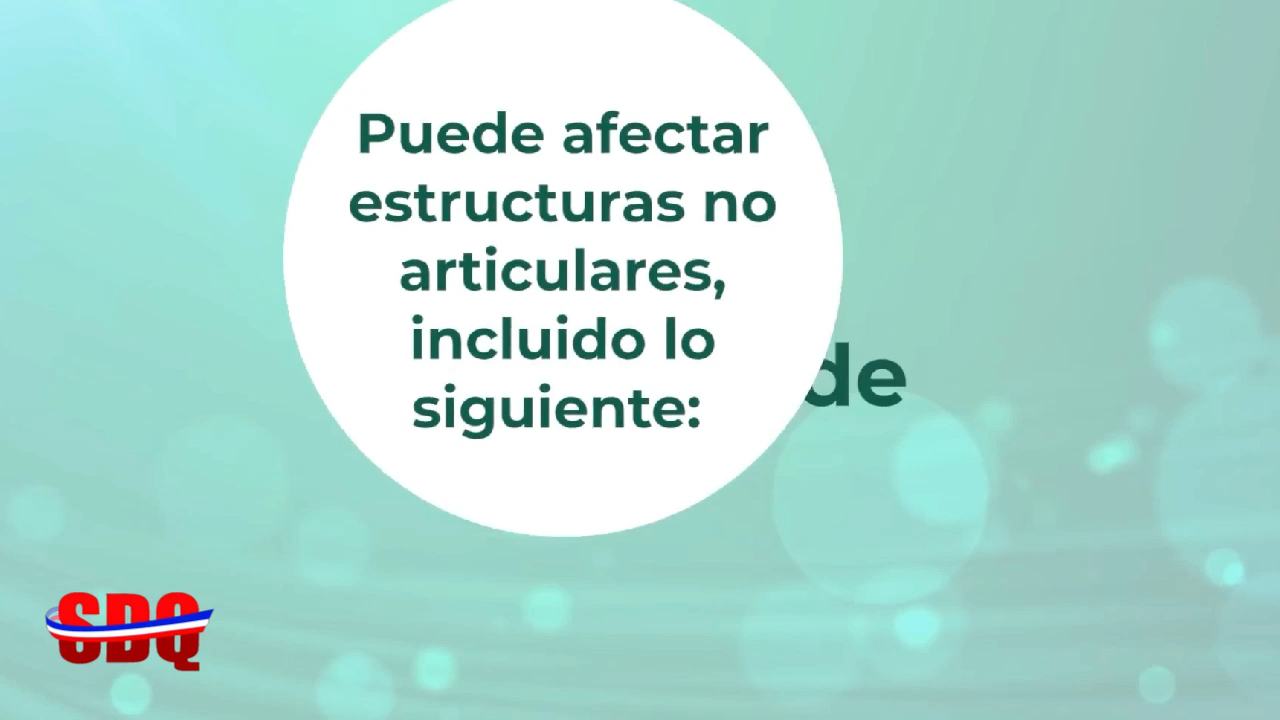 Puede afectar
estructuras no
articulares,
incluido lo
siguiente:
de
SDQ